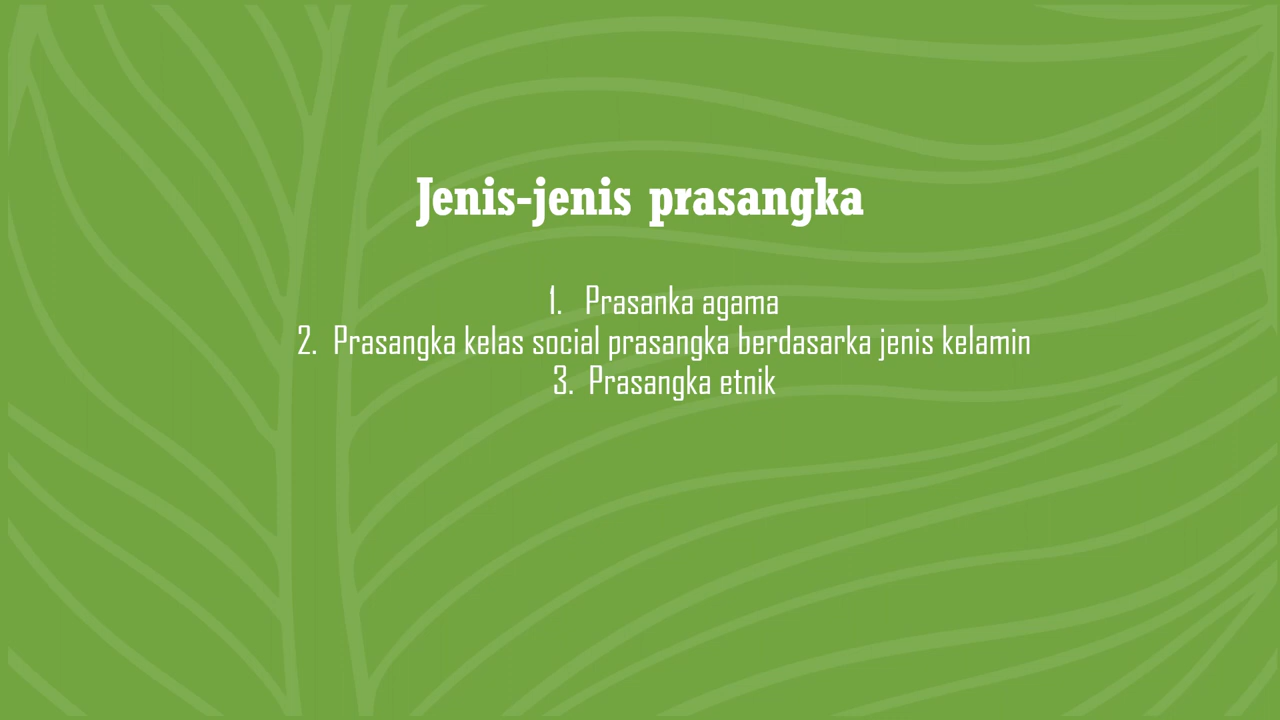 Jenis-jenis prasangka
1. Prasanka agama
2. Prasangka kelas social prasangka berdasarka jenis kelamin
3. Prasangka etnik